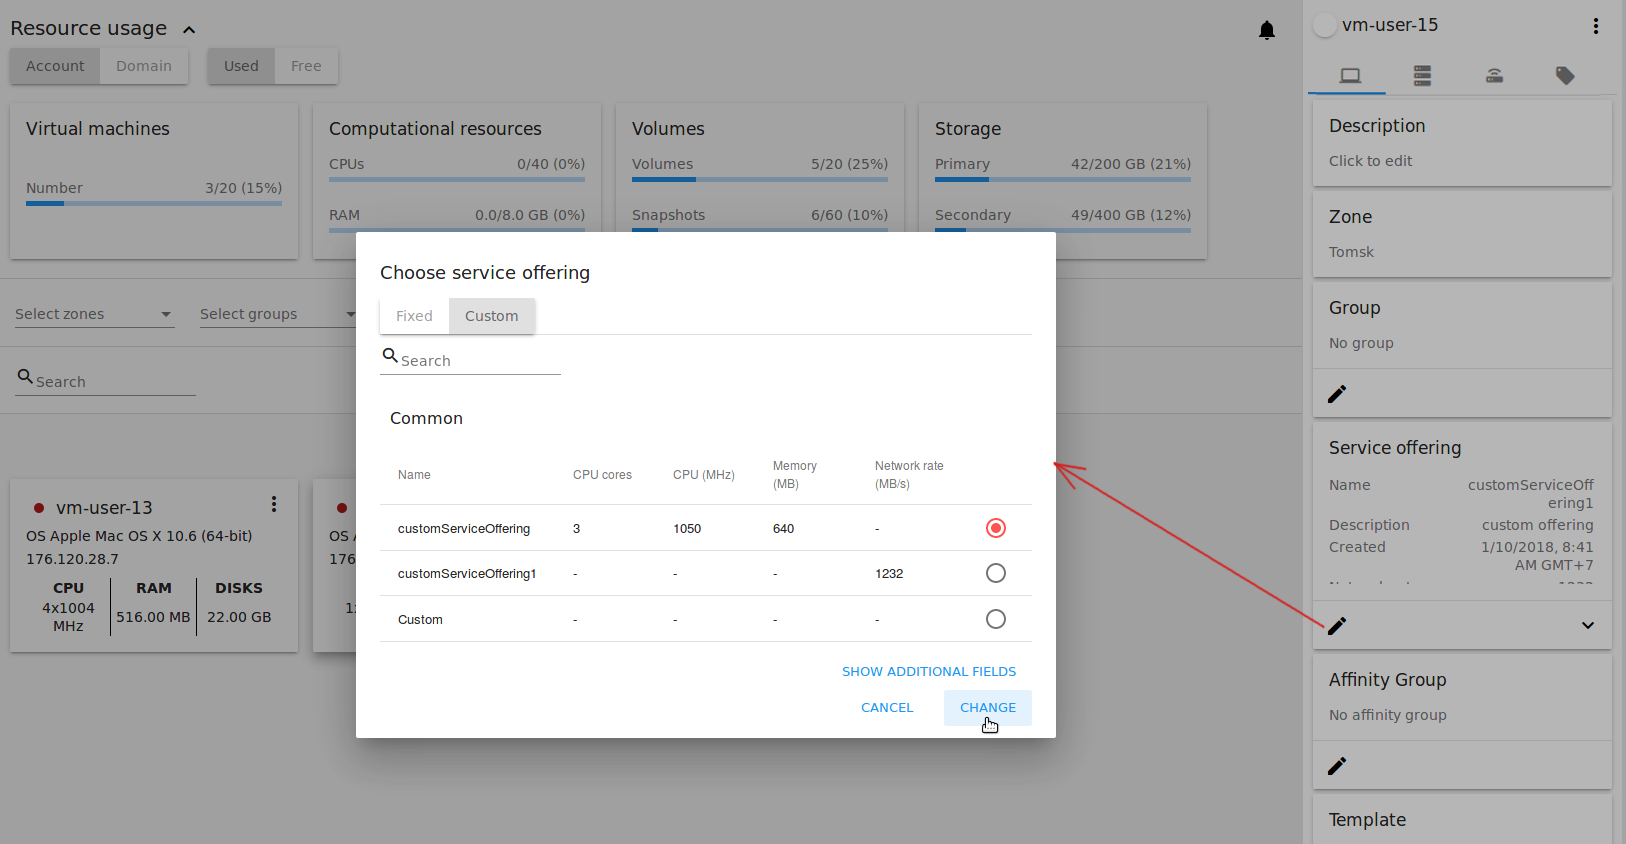 Resource usage
Account Domain Used Free
Virtual machines
Number 3/20 (15%)
Computational resources
CPUs 0/40 (0%)
RAM 0.0/8.0 GB (0%)
Volumes
Volumes 5/20 (25%)
Snapshots 6/60 (10%)
Storage
Primary 42/200 GB (21%)
Secondary 49/400 GB (12%)
Select zones Select groups
Search
vm-user-13
OS Apple Mac OS X 10.6 (64-bit)
176.120.28.7
CPU RAM DISKS
4x1004
MHz
516.00 MB 22.00 GB
OS
176
Choose service offering
Fixed Custom
Search
Common
Name CPU cores CPU (MHz) Memory
(MB) Network rate
(MB/s)
customServiceOffering 3 1050 640 -
customServiceOffering1 - - - 1232
Custom - - - -
SHOW ADDITIONAL FIELDS
CANCEL CHANGE
vm-user-15
Description
Click to edit
Zone
Tomsk
Group
No group
Service offering
Name customServiceOff
ering1
Description custom offering
Created 1/10/2018, 8:41
AM GMT+7
Affinity Group
No affinity group
Template